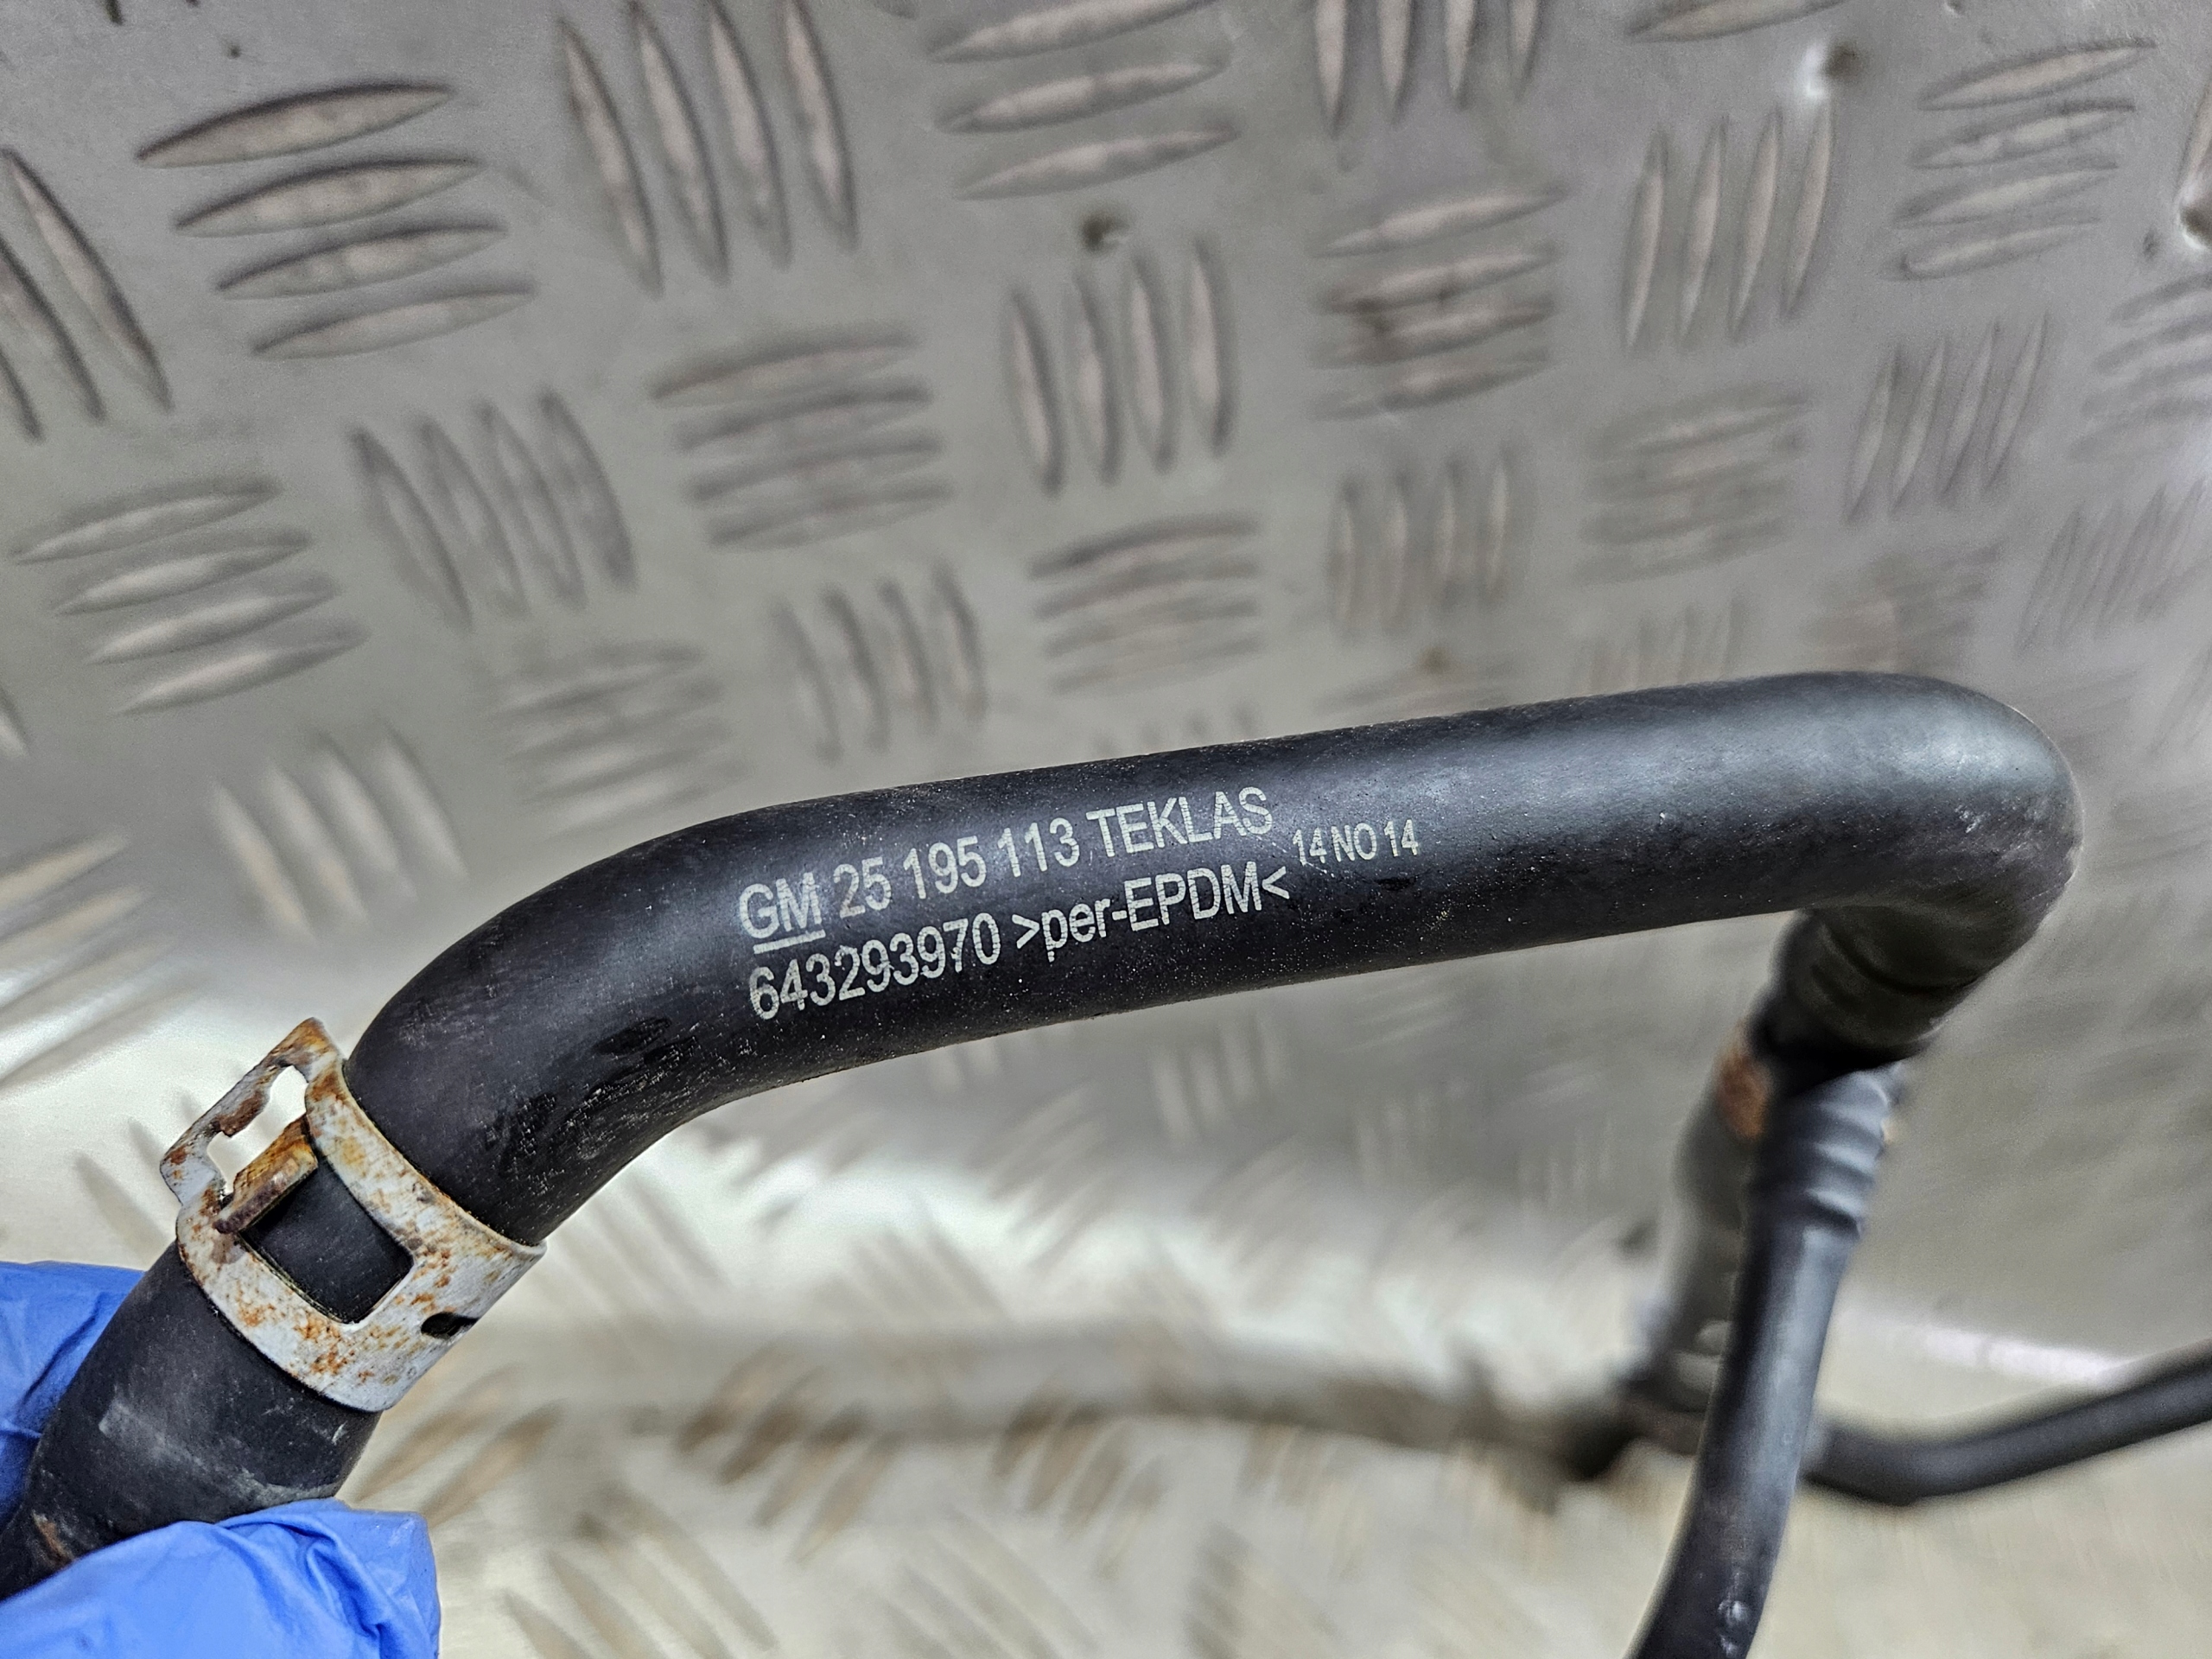 GM 25 195 113 TEKLAS
643293970 >per-EPDM< 14 NO 14